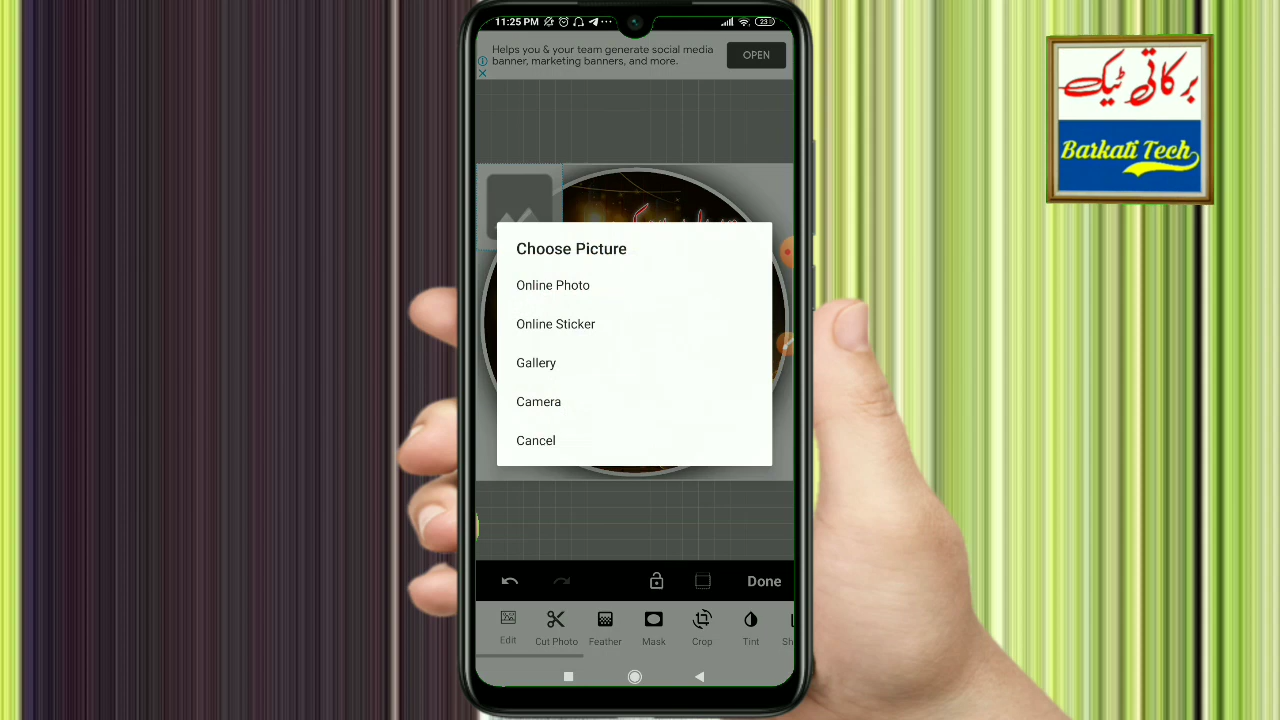 11:25 PM
23
Helps you & your team generate social media
banner, marketing banners, and more.
OPEN
برکاتی ٹیک
Barkati Tech
Choose Picture
Online Photo
Online Sticker
Gallery
Camera
Cancel
Done
Edit
Cut Photo
Feather
Mask
Crop
Tint